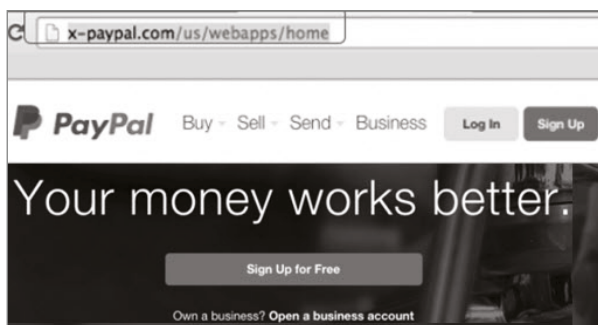 x-paypal.com/us/webapps/home
PayPal Buy Sell Send Business Log In Sign Up
Your money works better.
Sign Up for Free
Own a business? Open a business account